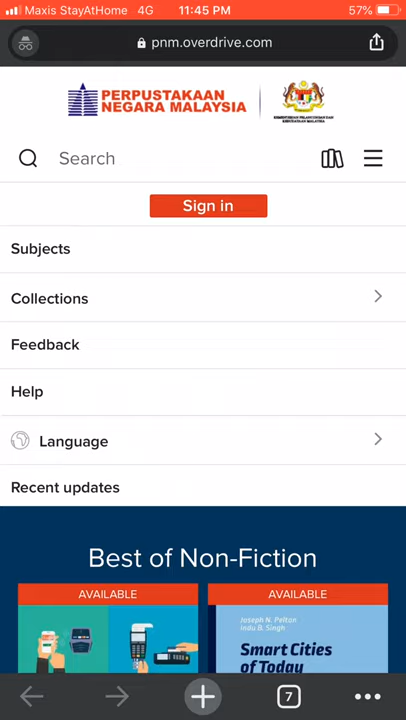 Maxis StayAtHome 4G 11:45 PM 57%
pnm.overdrive.com
PERPUSTAKAAN
NEGARA MALAYSIA
Search
Sign in
Subjects
Collections
Feedback
Help
Language
Recent updates
Best of Non-Fiction
AVAILABLE
AVAILABLE
Joseph N. Pelton
Indu B. Singh
Smart Cities
of Today
7